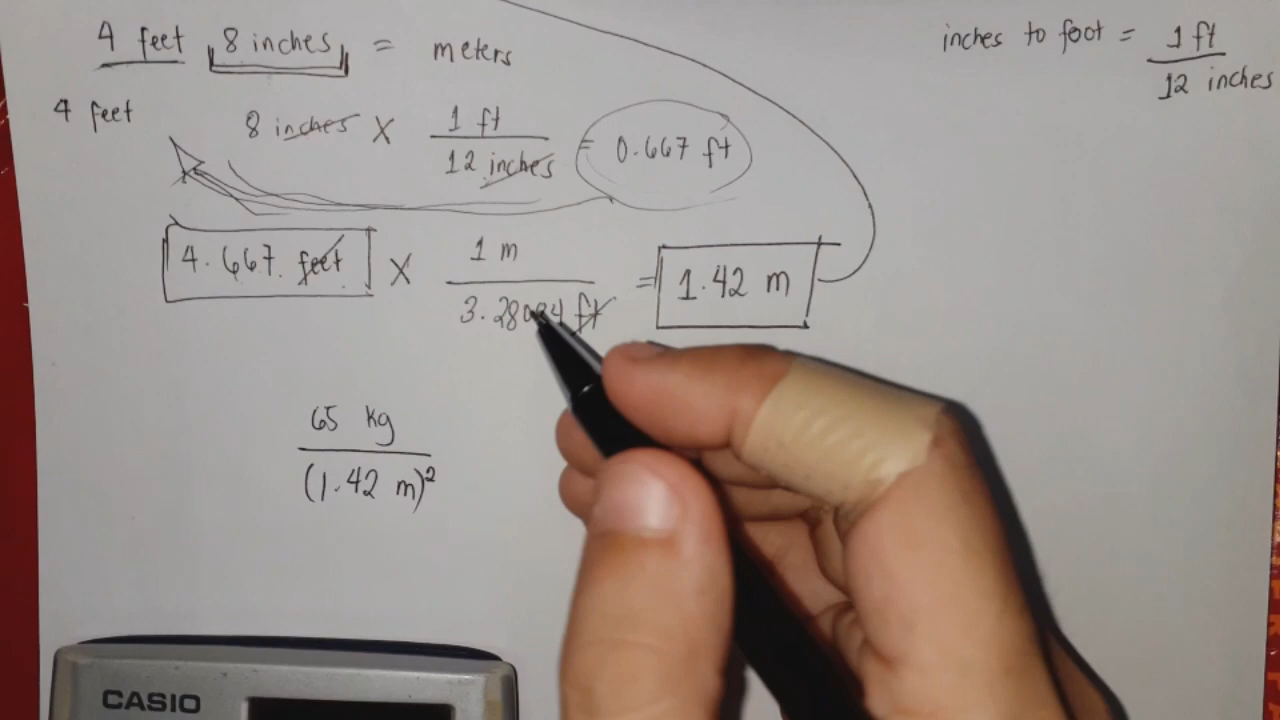 4 feet 8 inches = meters
inches to foot = 1 ft
12 inches
4 feet 8 inches X 1 ft
12 inches = 0.667 ft
4.667 feet X 1 m
3.28084 ft = 1.42 m
65 kg
(1.42 m)²
CASIO